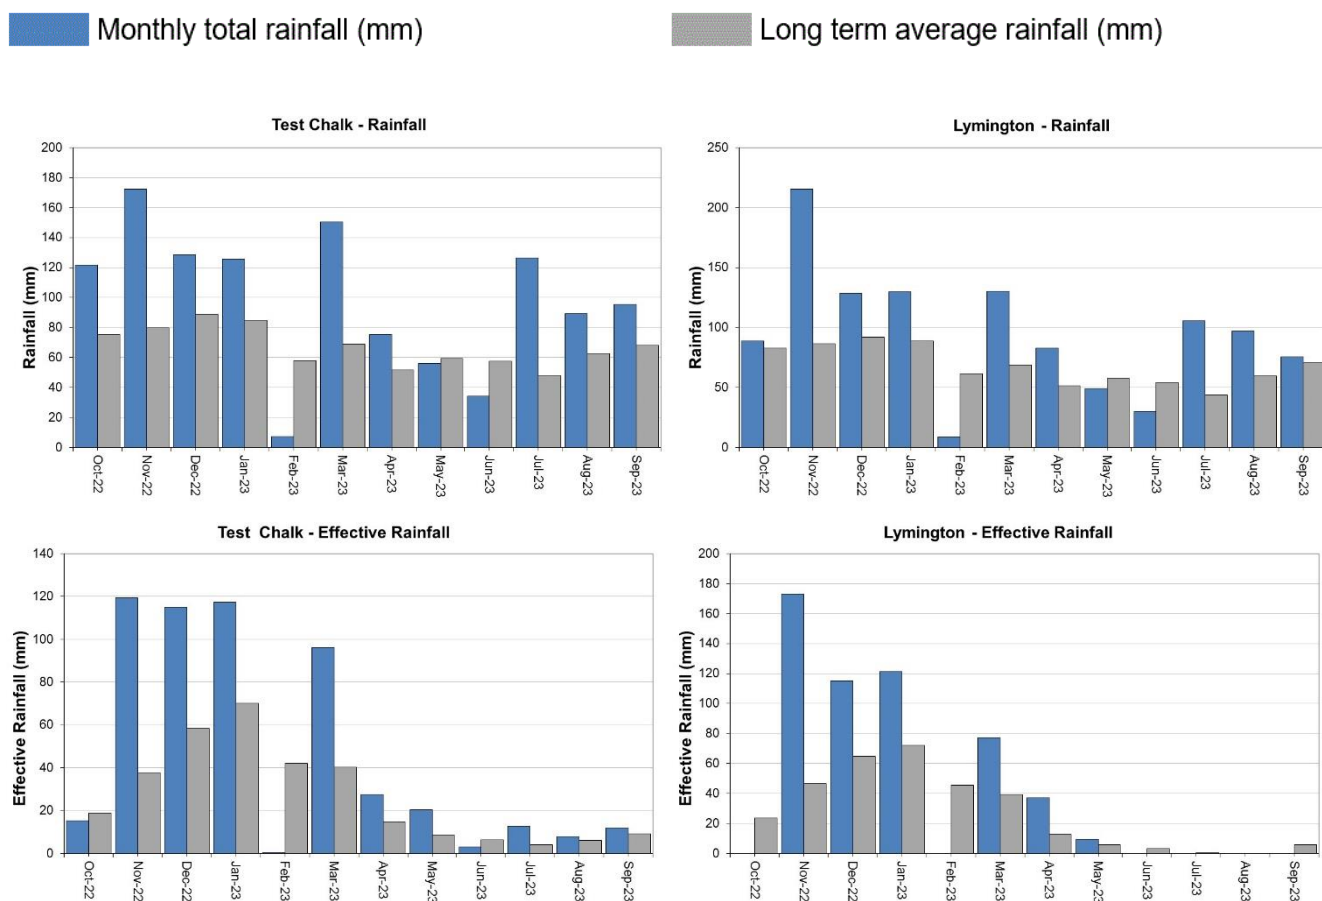 Monthly total rainfall (mm)
Long term average rainfall (mm)
Test Chalk - Rainfall
Rainfall (mm)
200
180
160
140
120
100
80
60
40
20
0
Oct-22
Nov-22
Dec-22
Jan-23
Feb-23
Mar-23
Apr-23
May-23
Jun-23
Jul-23
Aug-23
Sep-23
Lymington - Rainfall
Rainfall (mm)
250
200
150
100
50
0
Oct-22
Nov-22
Dec-22
Jan-23
Feb-23
Mar-23
Apr-23
May-23
Jun-23
Jul-23
Aug-23
Sep-23
Test Chalk - Effective Rainfall
Effective Rainfall (mm)
140
120
100
80
60
40
20
0
Oct-22
Nov-22
Dec-22
Jan-23
Feb-23
Mar-23
Apr-23
May-23
Jun-23
Jul-23
Aug-23
Sep-23
Lymington - Effective Rainfall
Effective Rainfall (mm)
200
180
160
140
120
100
80
60
40
20
0
Oct-22
Nov-22
Dec-22
Jan-23
Feb-23
Mar-23
Apr-23
May-23
Jun-23
Jul-23
Aug-23
Sep-23